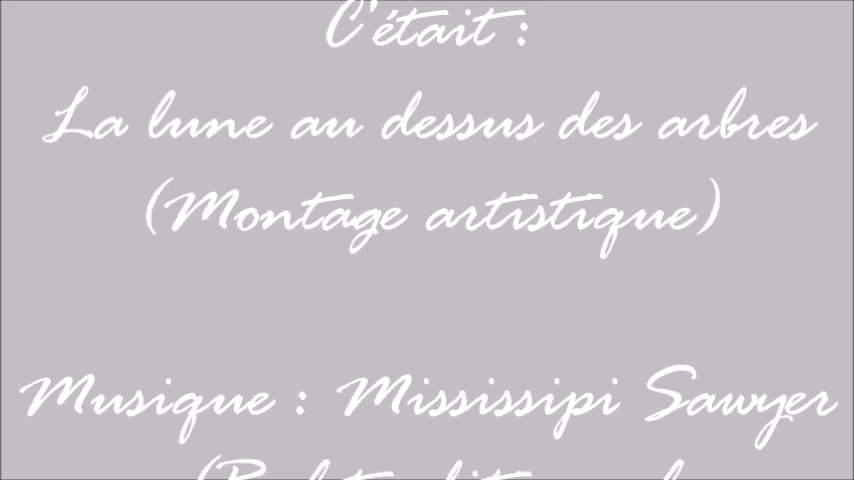 C'était :
La lune au dessus des arbres
(Montage artistique)
Musique : Mississipi Sawyer